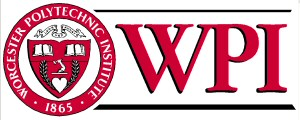 WORCESTER POLYTECHNIC INSTITUTE
· 1865 ·
WPI